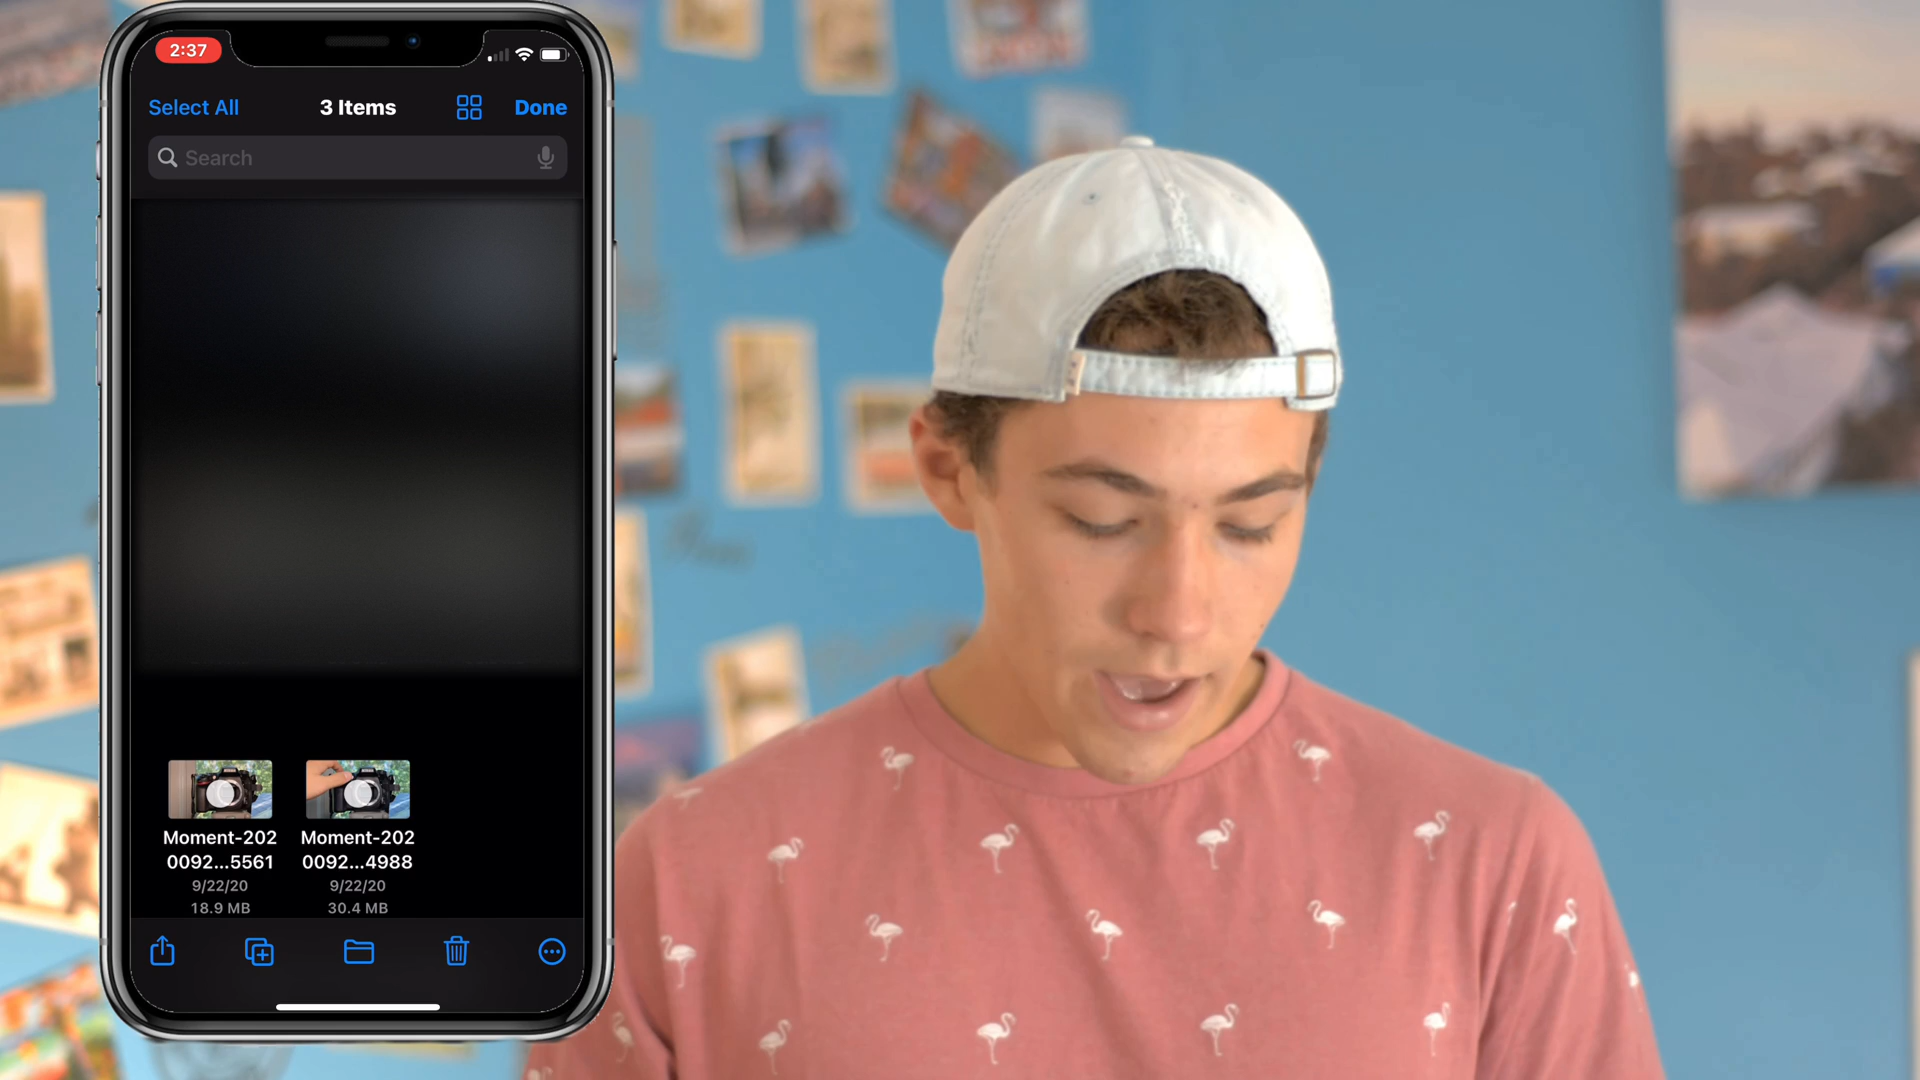 2:37
Select All 3 Items Done
Search
Moment-202 Moment-202
0092...5561 0092...4988
9/22/20 9/22/20
18.9 MB 30.4 MB